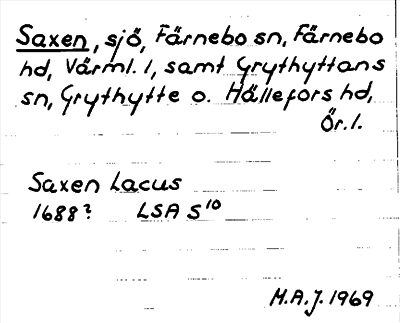 Saxen, sjö, Färnebo sn, Färnebo
hd, Värml. l, samt Grythyttans
sn, Grythytte o. Hällefors hd,
Ör. l.
Saxen Lacus
1688? LSA S¹⁰
M.A.J. 1969